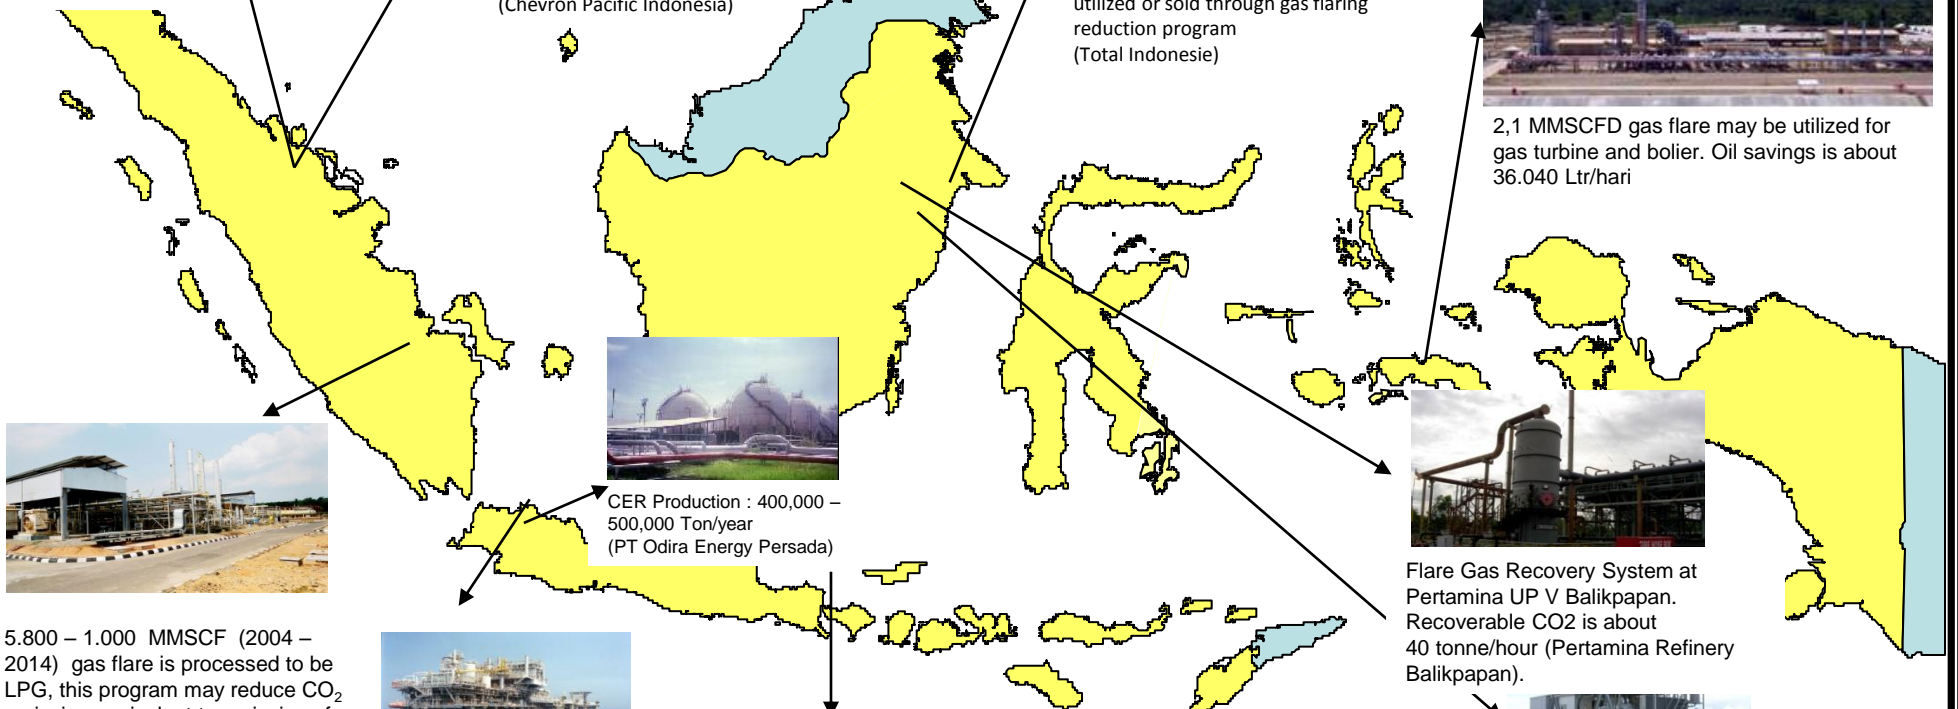 (Chevron Pacific Indonesia)
utilized or sold through gas flaring
reduction program
(Total Indonesie)
2,1 MMSCFD gas flare may be utilized for
gas turbine and bolier. Oil savings is about
36.040 Ltr/hari
CER Production : 400,000 –
500,000 Ton/year
(PT Odira Energy Persada)
Flare Gas Recovery System at
Pertamina UP V Balikpapan.
Recoverable CO2 is about
40 tonne/hour (Pertamina Refinery
Balikpapan).
5.800 – 1.000 MMSCF (2004 –
2014) gas flare is processed to be
LPG, this program may reduce CO₂